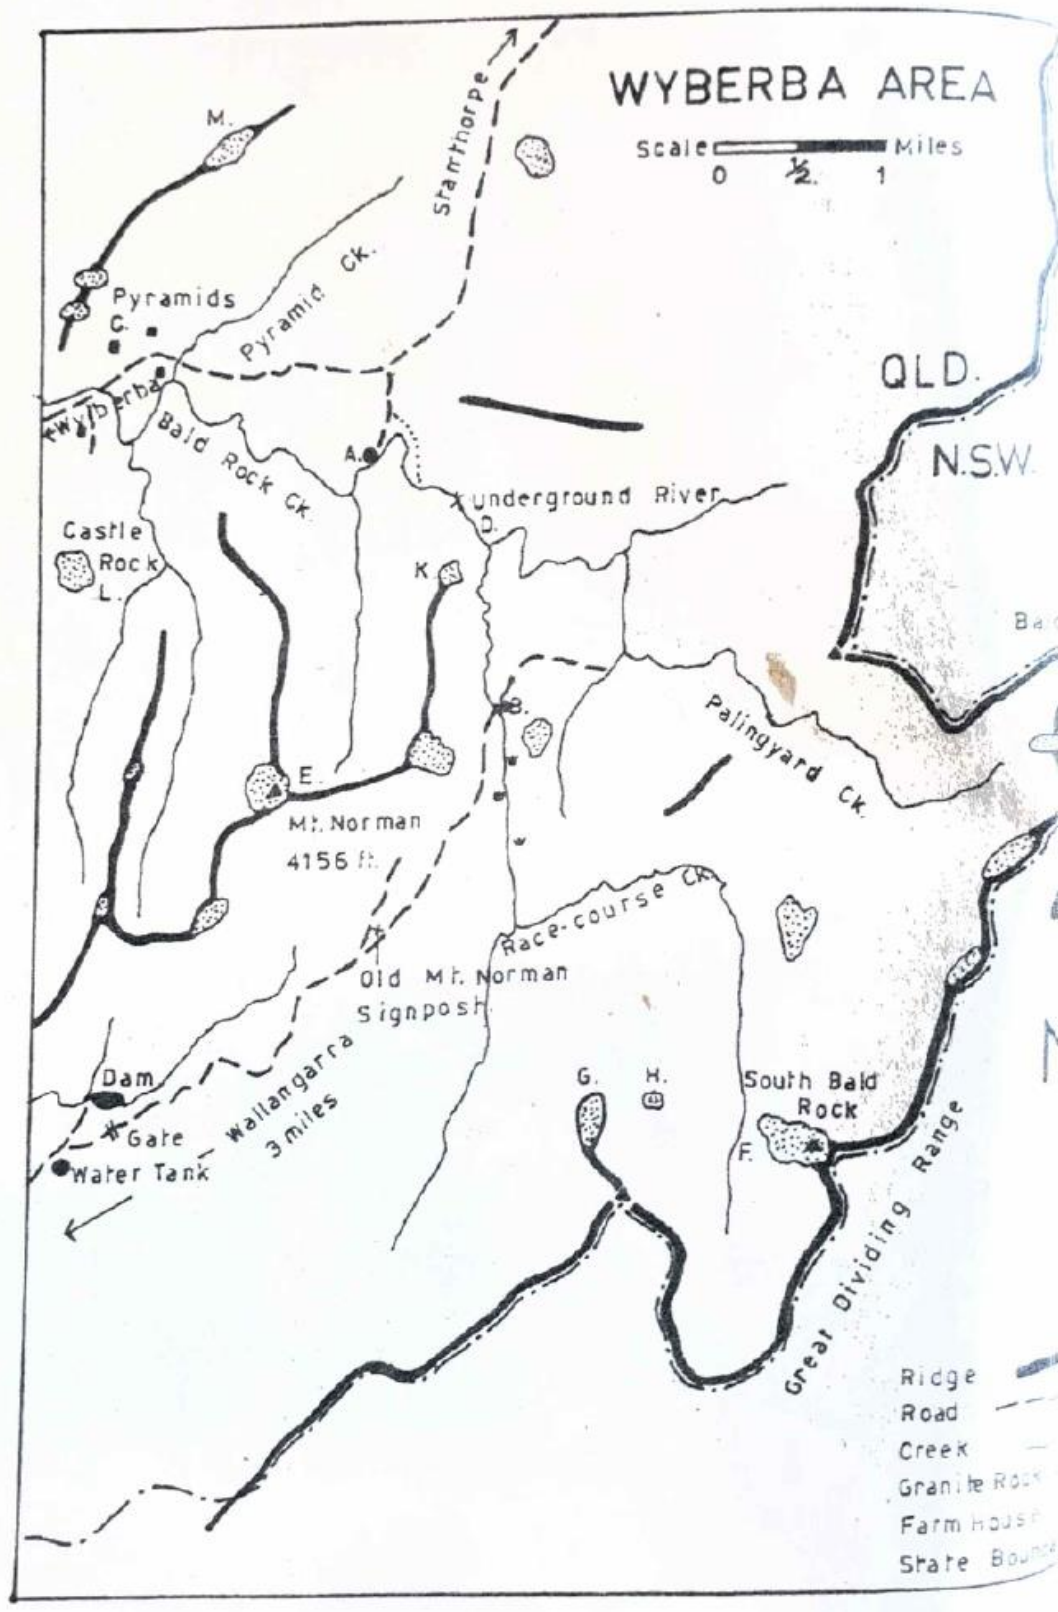 WYBERBA AREA
Scale Miles
0 ½. 1
Stanthorpe
M.
Pyramid Ck.
Pyramids
C.
QLD.
N.S.W.
Wylberba
Bald Rock Ck.
A.
Underground River
D.
Castle
Rock
L.
K.
B.
Palingyard Ck.
E.
Mt. Norman
4156 ft.
Race-course Ck.
Old Mt. Norman
Signpost
Wallangarra
3 miles
Dam
Gate
Water Tank
G.
H.
South Bald
Rock
F.
Great Dividing Range
Ridge
Road
Creek
Granite Rock
Farm House
State